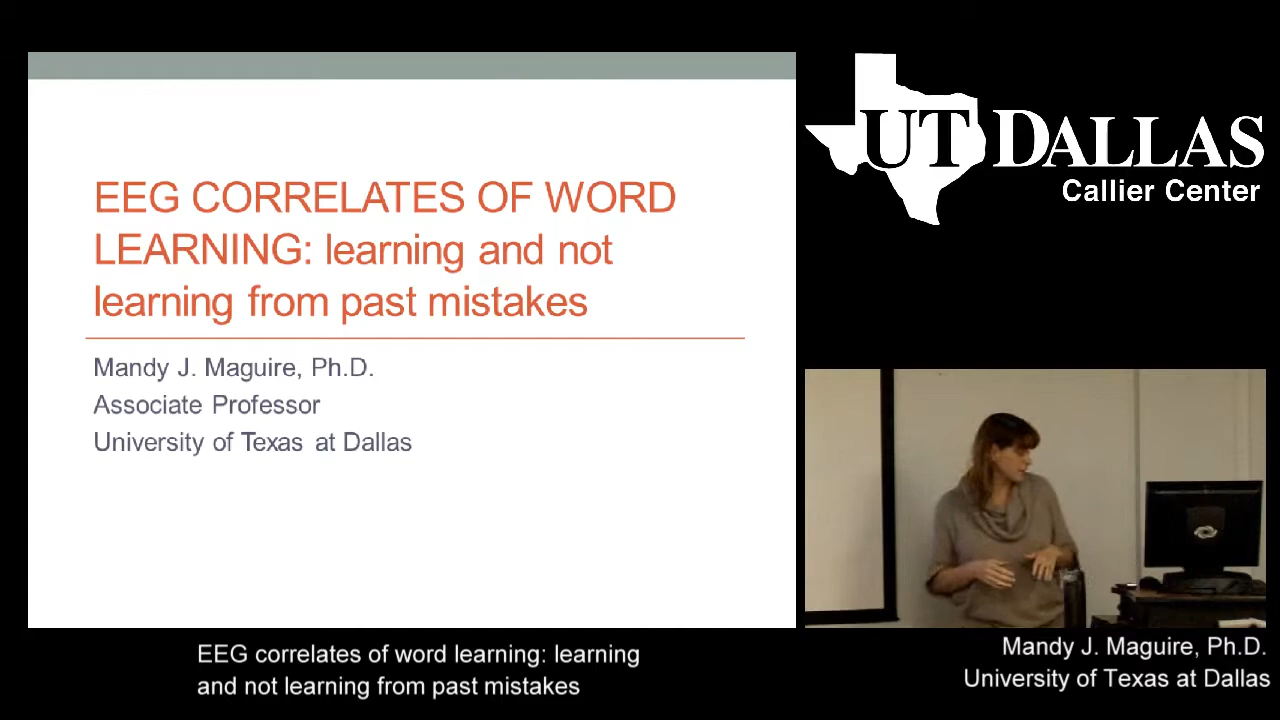 EEG CORRELATES OF WORD
LEARNING: learning and not
learning from past mistakes
Mandy J. Maguire, Ph.D.
Associate Professor
University of Texas at Dallas
UT DALLAS
Callier Center
EEG correlates of word learning: learning
and not learning from past mistakes
Mandy J. Maguire, Ph.D.
University of Texas at Dallas